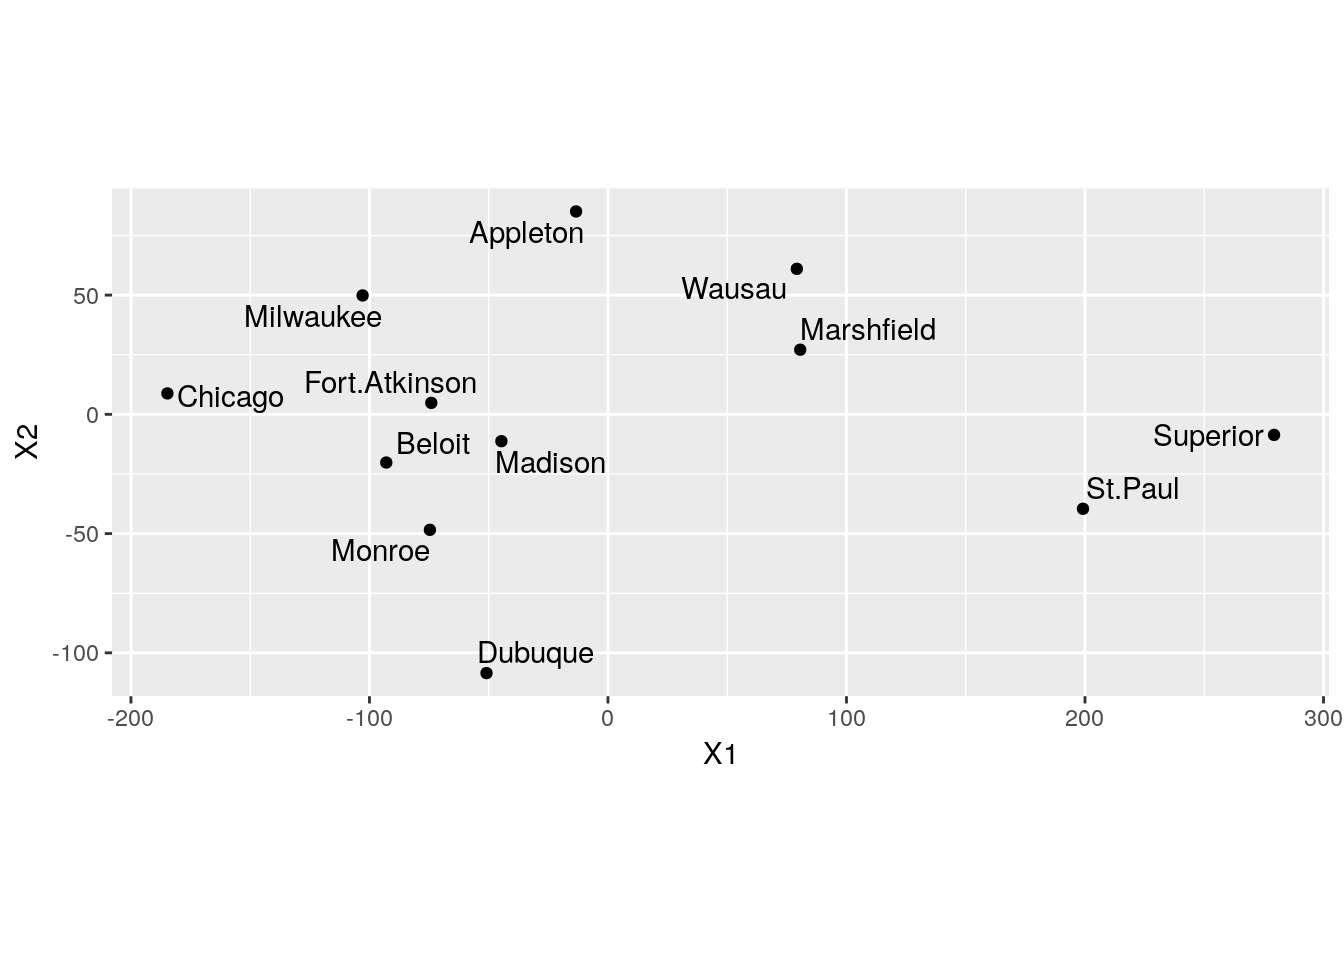 Appleton
Wausau
Milwaukee
Marshfield
Fort.Atkinson
Chicago
Beloit
Madison
Superior
St.Paul
Monroe
Dubuque
50
0
-50
-100
X2
-200
-100
0
100
200
300
X1